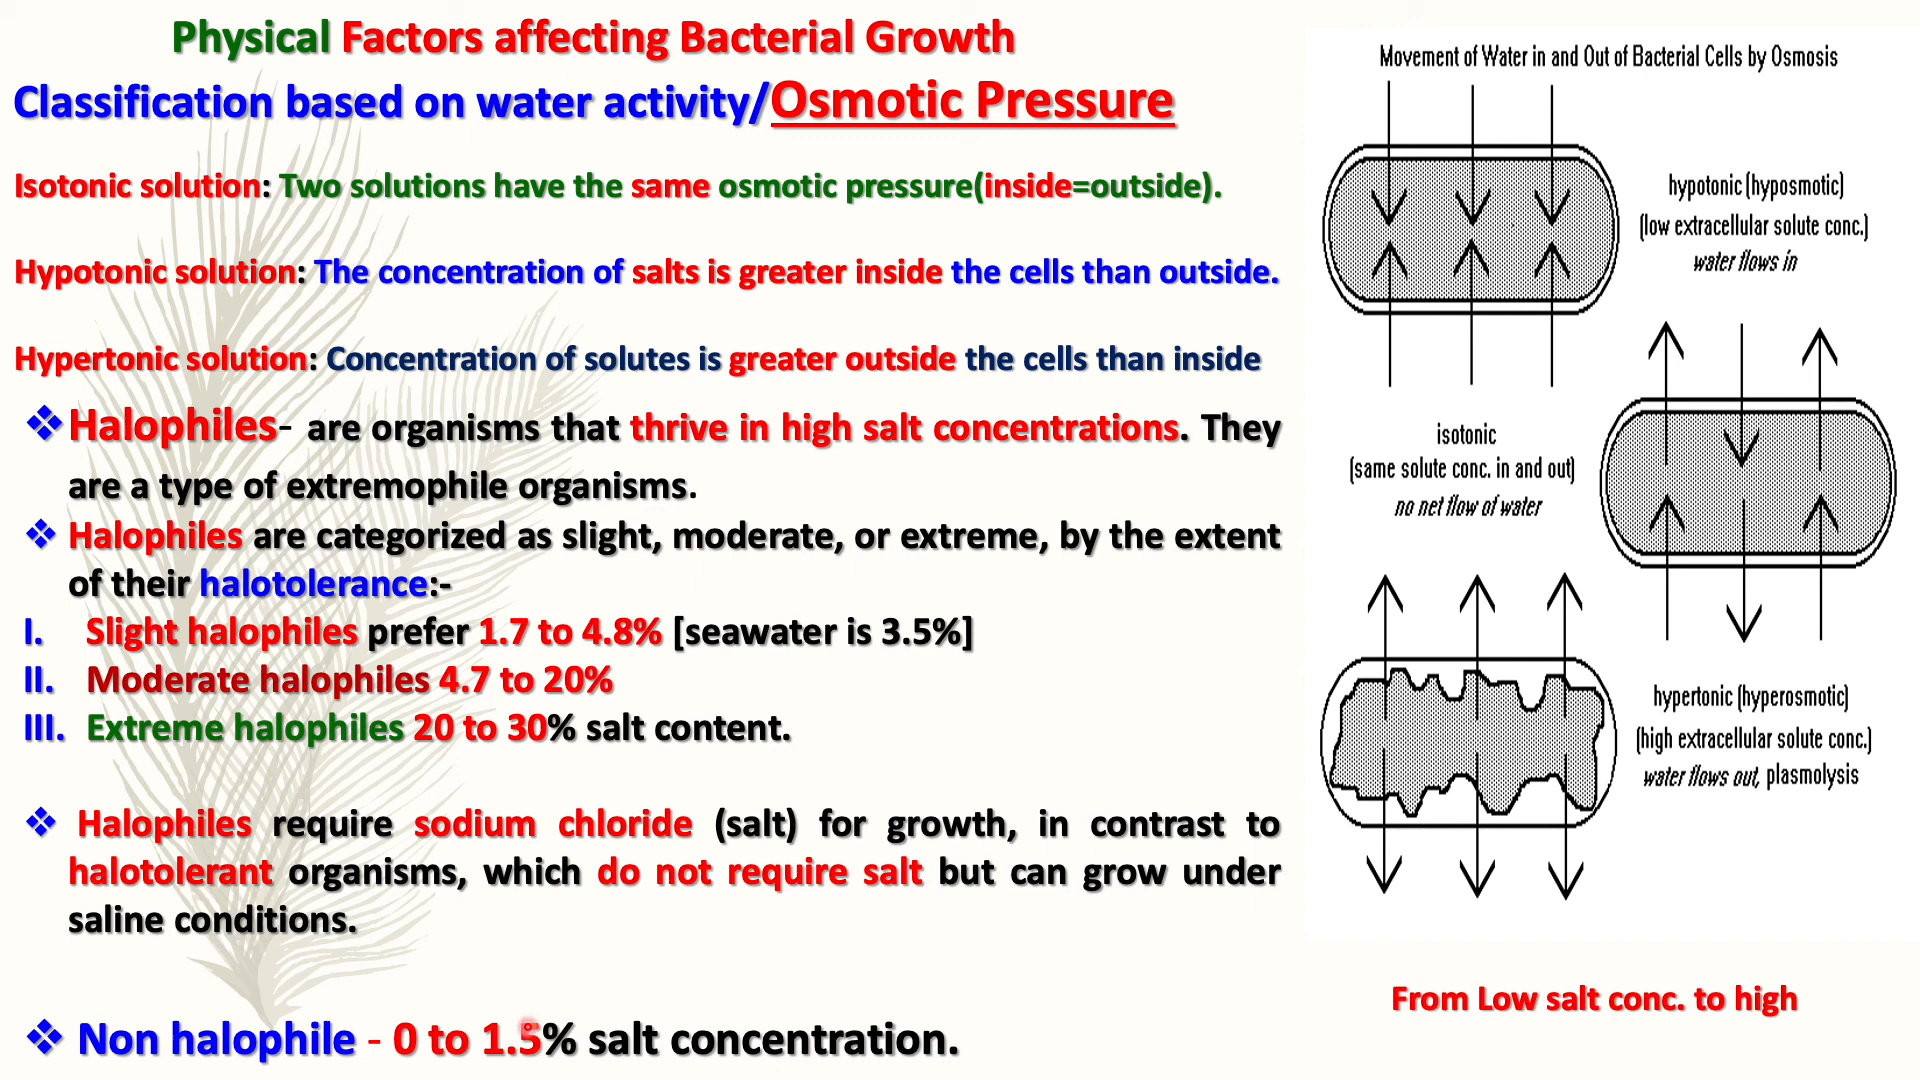 Physical Factors affecting Bacterial Growth
Classification based on water activity/Osmotic Pressure
Isotonic solution: Two solutions have the same osmotic pressure(inside=outside).
Hypotonic solution: The concentration of salts is greater inside the cells than outside.
Hypertonic solution: Concentration of solutes is greater outside the cells than inside
❖Halophiles- are organisms that thrive in high salt concentrations. They
are a type of extremophile organisms.
❖ Halophiles are categorized as slight, moderate, or extreme, by the extent
of their halotolerance:-
I. Slight halophiles prefer 1.7 to 4.8% [seawater is 3.5%]
II. Moderate halophiles 4.7 to 20%
III. Extreme halophiles 20 to 30% salt content.
❖ Halophiles require sodium chloride (salt) for growth, in contrast to
halotolerant organisms, which do not require salt but can grow under
saline conditions.
❖ Non halophile - 0 to 1.5% salt concentration.
Movement of Water in and Out of Bacterial Cells by Osmosis
hypotonic (hyposmotic)
(low extracellular solute conc.)
water flows in
isotonic
(same solute conc. in and out)
no net flow of water
hypertonic (hyperosmotic)
(high extracellular solute conc.)
water flows out, plasmolysis
From Low salt conc. to high